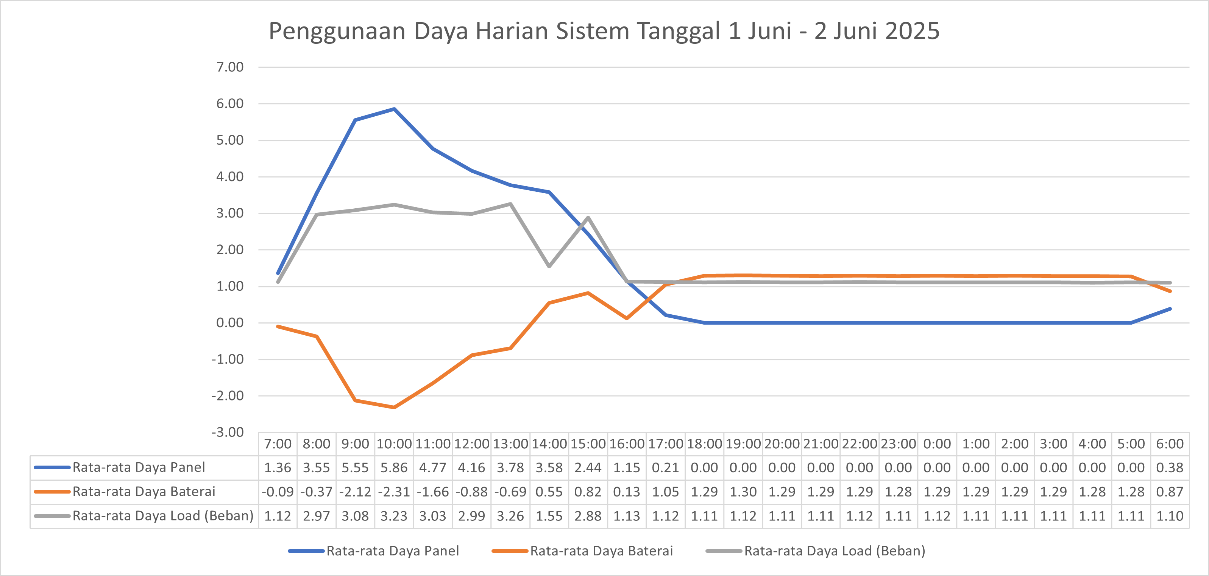 Penggunaan Daya Harian Sistem Tanggal 1 Juni - 2 Juni 2025
7.00
6.00
5.00
4.00
3.00
2.00
1.00
0.00
-1.00
-2.00
-3.00
7:00 8:00 9:00 10:00 11:00 12:00 13:00 14:00 15:00 16:00 17:00 18:00 19:00 20:00 21:00 22:00 23:00 0:00 1:00 2:00 3:00 4:00 5:00 6:00
Rata-rata Daya Panel 1.36 3.55 5.55 5.86 4.77 4.16 3.78 3.58 2.44 1.15 0.21 0.00 0.00 0.00 0.00 0.00 0.00 0.00 0.00 0.00 0.00 0.00 0.00 0.38
Rata-rata Daya Baterai -0.09 -0.37 -2.12 -2.31 -1.66 -0.88 -0.69 0.55 0.82 0.13 1.05 1.29 1.30 1.29 1.29 1.29 1.28 1.29 1.29 1.29 1.29 1.28 1.28 0.87
Rata-rata Daya Load (Beban) 1.12 2.97 3.08 3.23 3.03 2.99 3.26 1.55 2.88 1.13 1.12 1.11 1.12 1.11 1.11 1.12 1.11 1.12 1.11 1.11 1.11 1.11 1.11 1.10
Rata-rata Daya Panel Rata-rata Daya Baterai Rata-rata Daya Load (Beban)